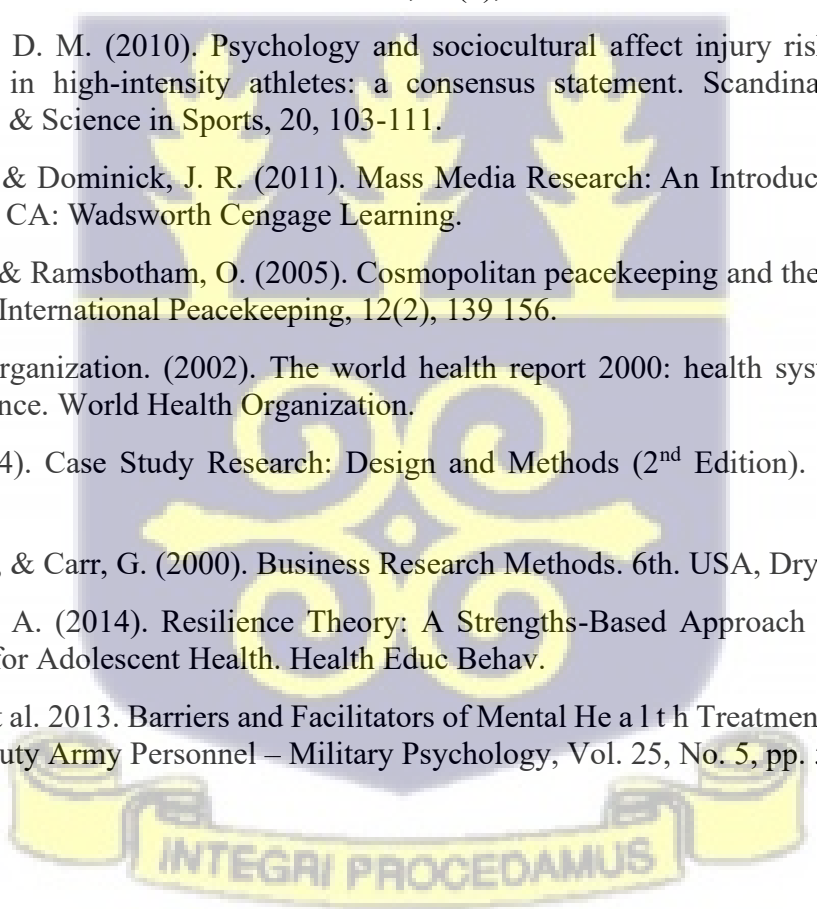 D. M. (2010). Psychology and sociocultural affect injury ris
in high-intensity athletes: a consensus statement. Scandina
& Science in Sports, 20, 103-111.
& Dominick, J. R. (2011). Mass Media Research: An Introduc
CA: Wadsworth Cengage Learning.
& Ramsbotham, O. (2005). Cosmopolitan peacekeeping and the
International Peacekeeping, 12(2), 139 156.
rganization. (2002). The world health report 2000: health sys
nce. World Health Organization.
4). Case Study Research: Design and Methods (2nd Edition).
& Carr, G. (2000). Business Research Methods. 6th. USA, Dry
A. (2014). Resilience Theory: A Strengths-Based Approach
for Adolescent Health. Health Educ Behav.
t al. 2013. Barriers and Facilitators of Mental He a l t h Treatmen
uty Army Personnel – Military Psychology, Vol. 25, No. 5, pp.
INTEGRI PROCEDAMUS